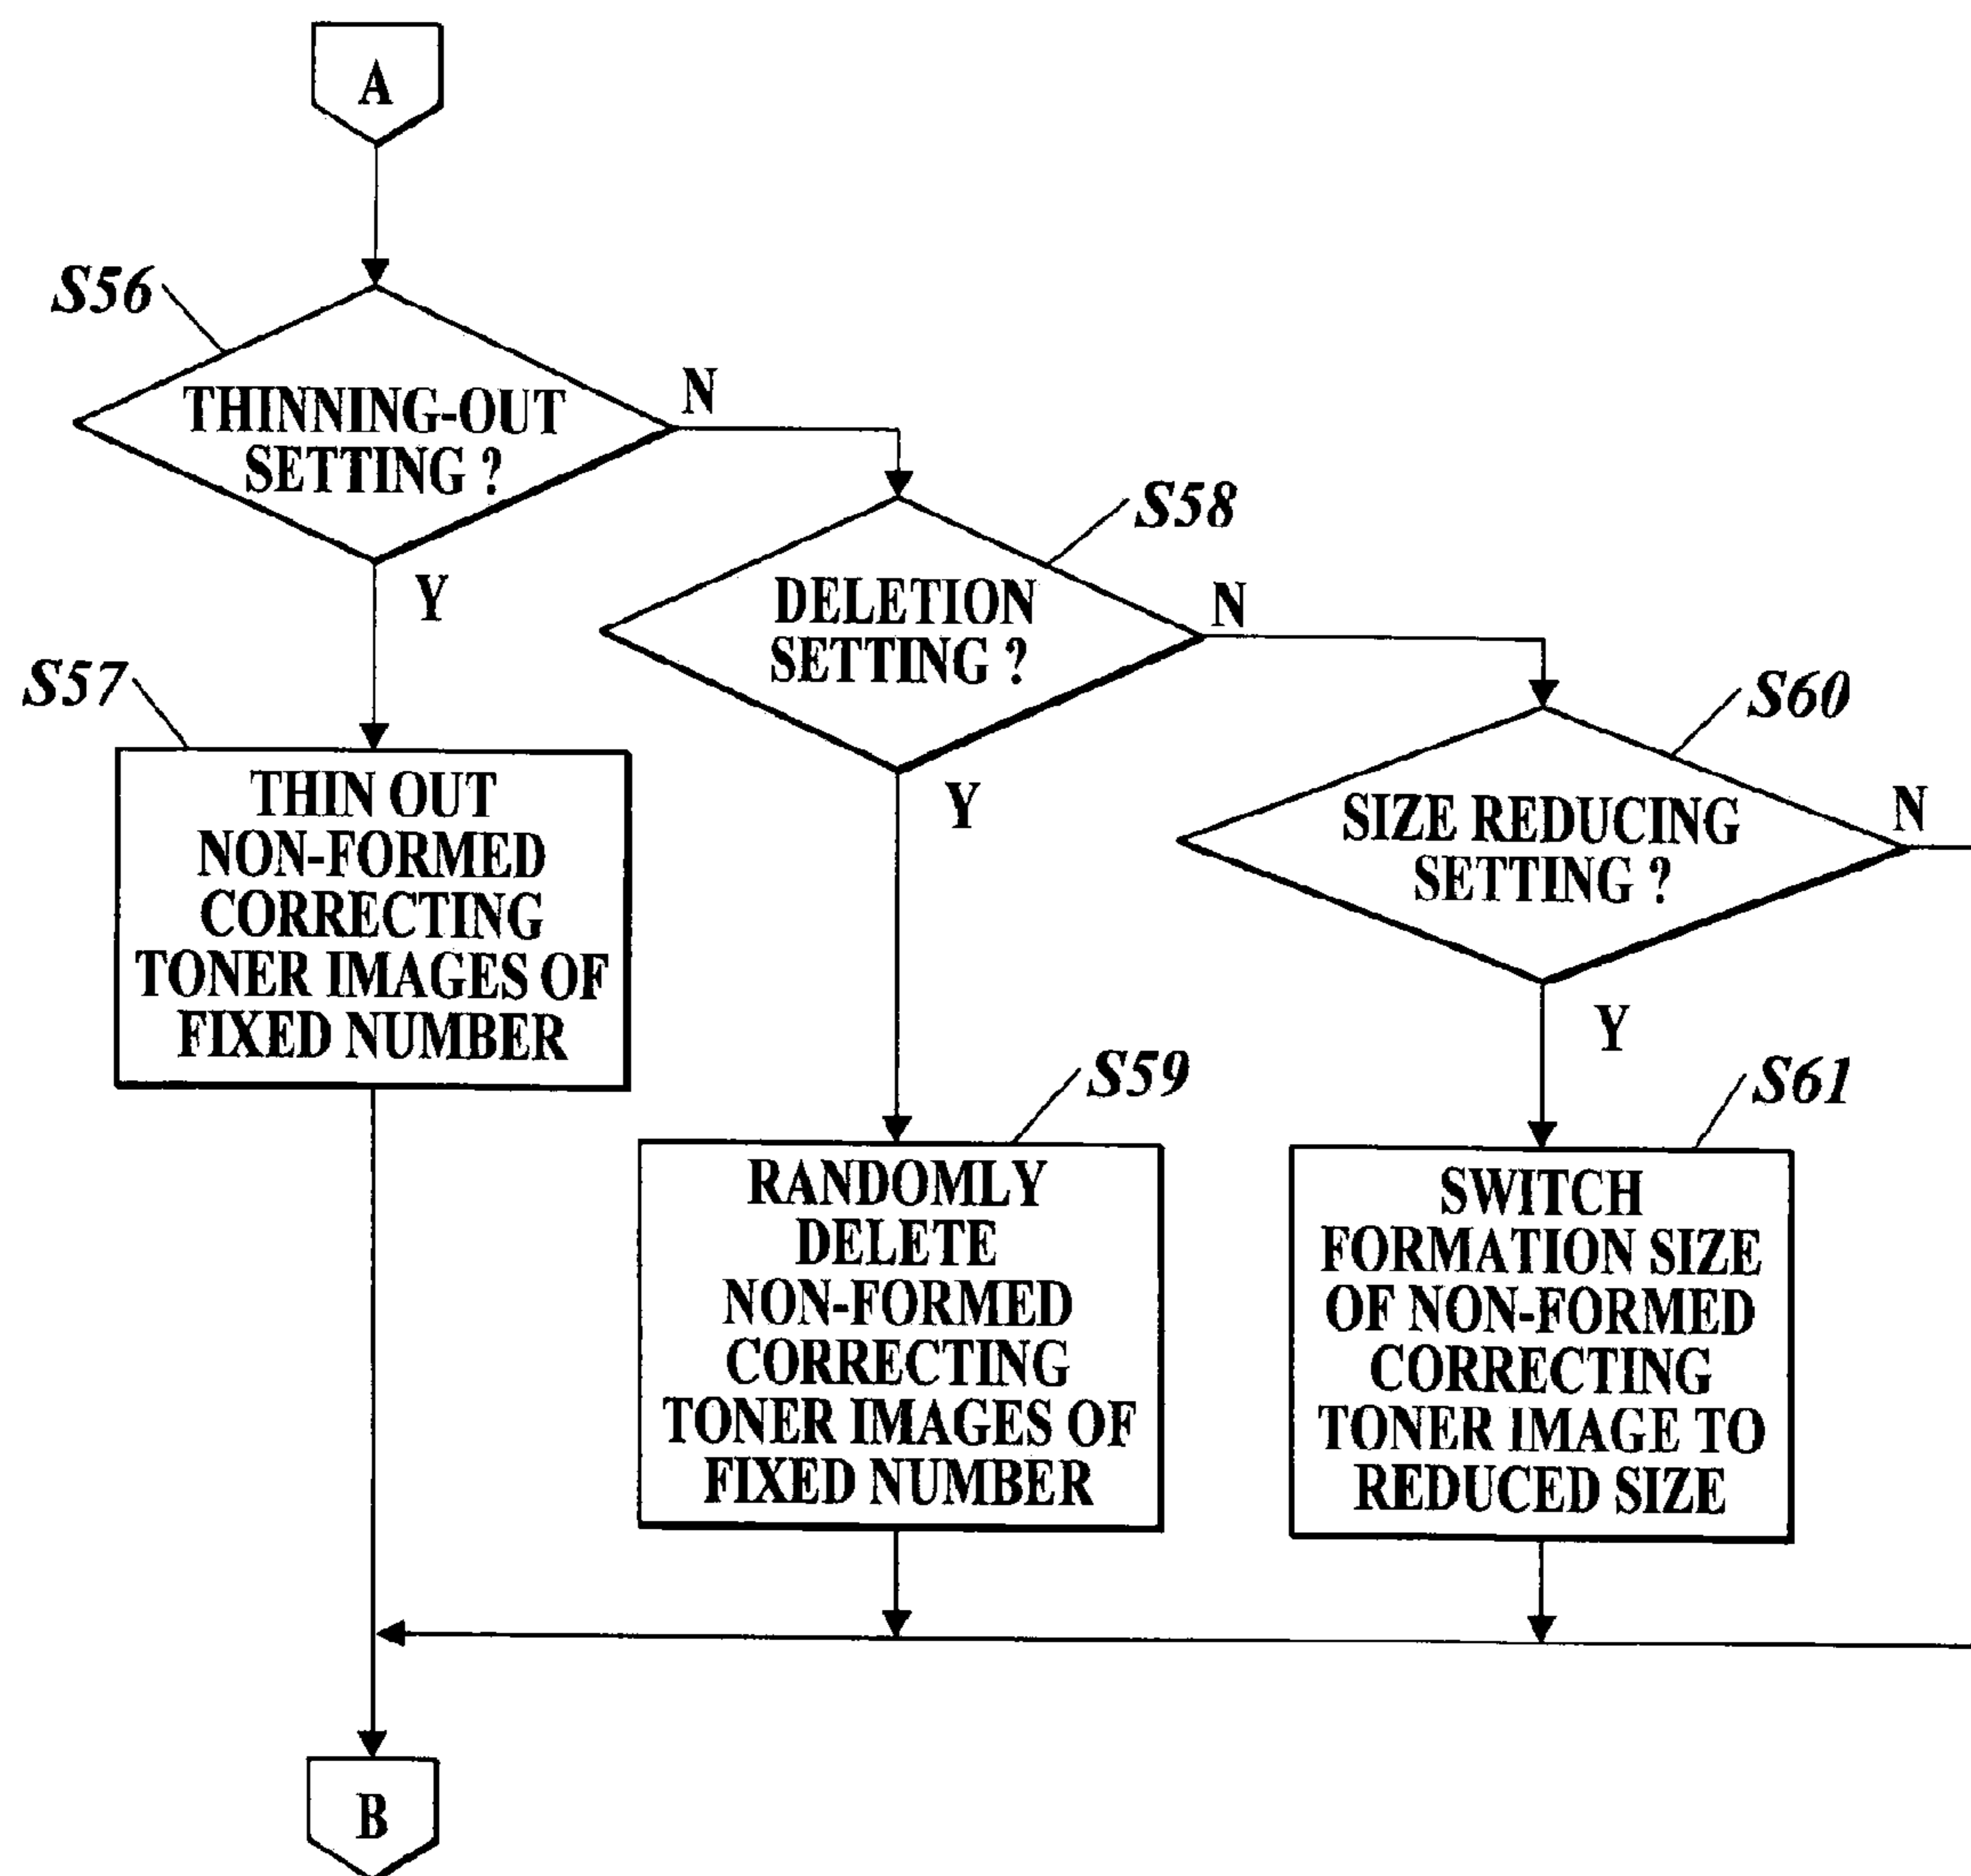 A
S56
THINNING-OUT
SETTING ?
N
Y
S58
DELETION
SETTING ?
N
Y
S60
SIZE REDUCING
SETTING ?
N
Y
S57
THIN OUT
NON-FORMED
CORRECTING
TONER IMAGES OF
FIXED NUMBER
S59
RANDOMLY
DELETE
NON-FORMED
CORRECTING
TONER IMAGES OF
FIXED NUMBER
S61
SWITCH
FORMATION SIZE
OF NON-FORMED
CORRECTING
TONER IMAGE TO
REDUCED SIZE
B